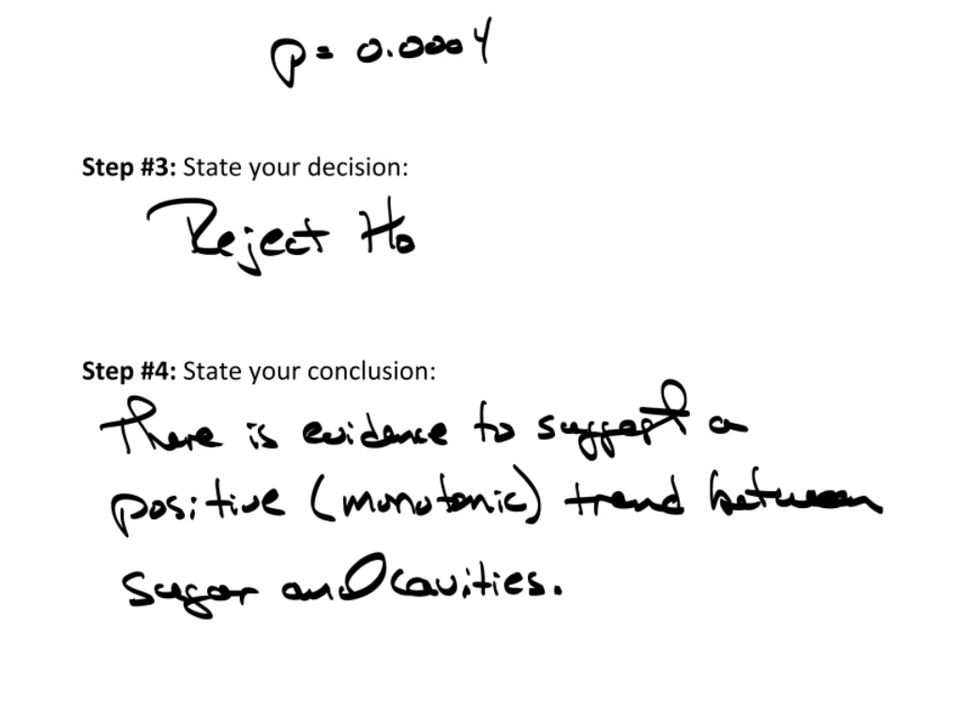 p = 0.0004
Step #3: State your decision:
Reject H₀
Step #4: State your conclusion:
There is evidence to suggest a
positive (monotonic) trend between
sugar and cavities.